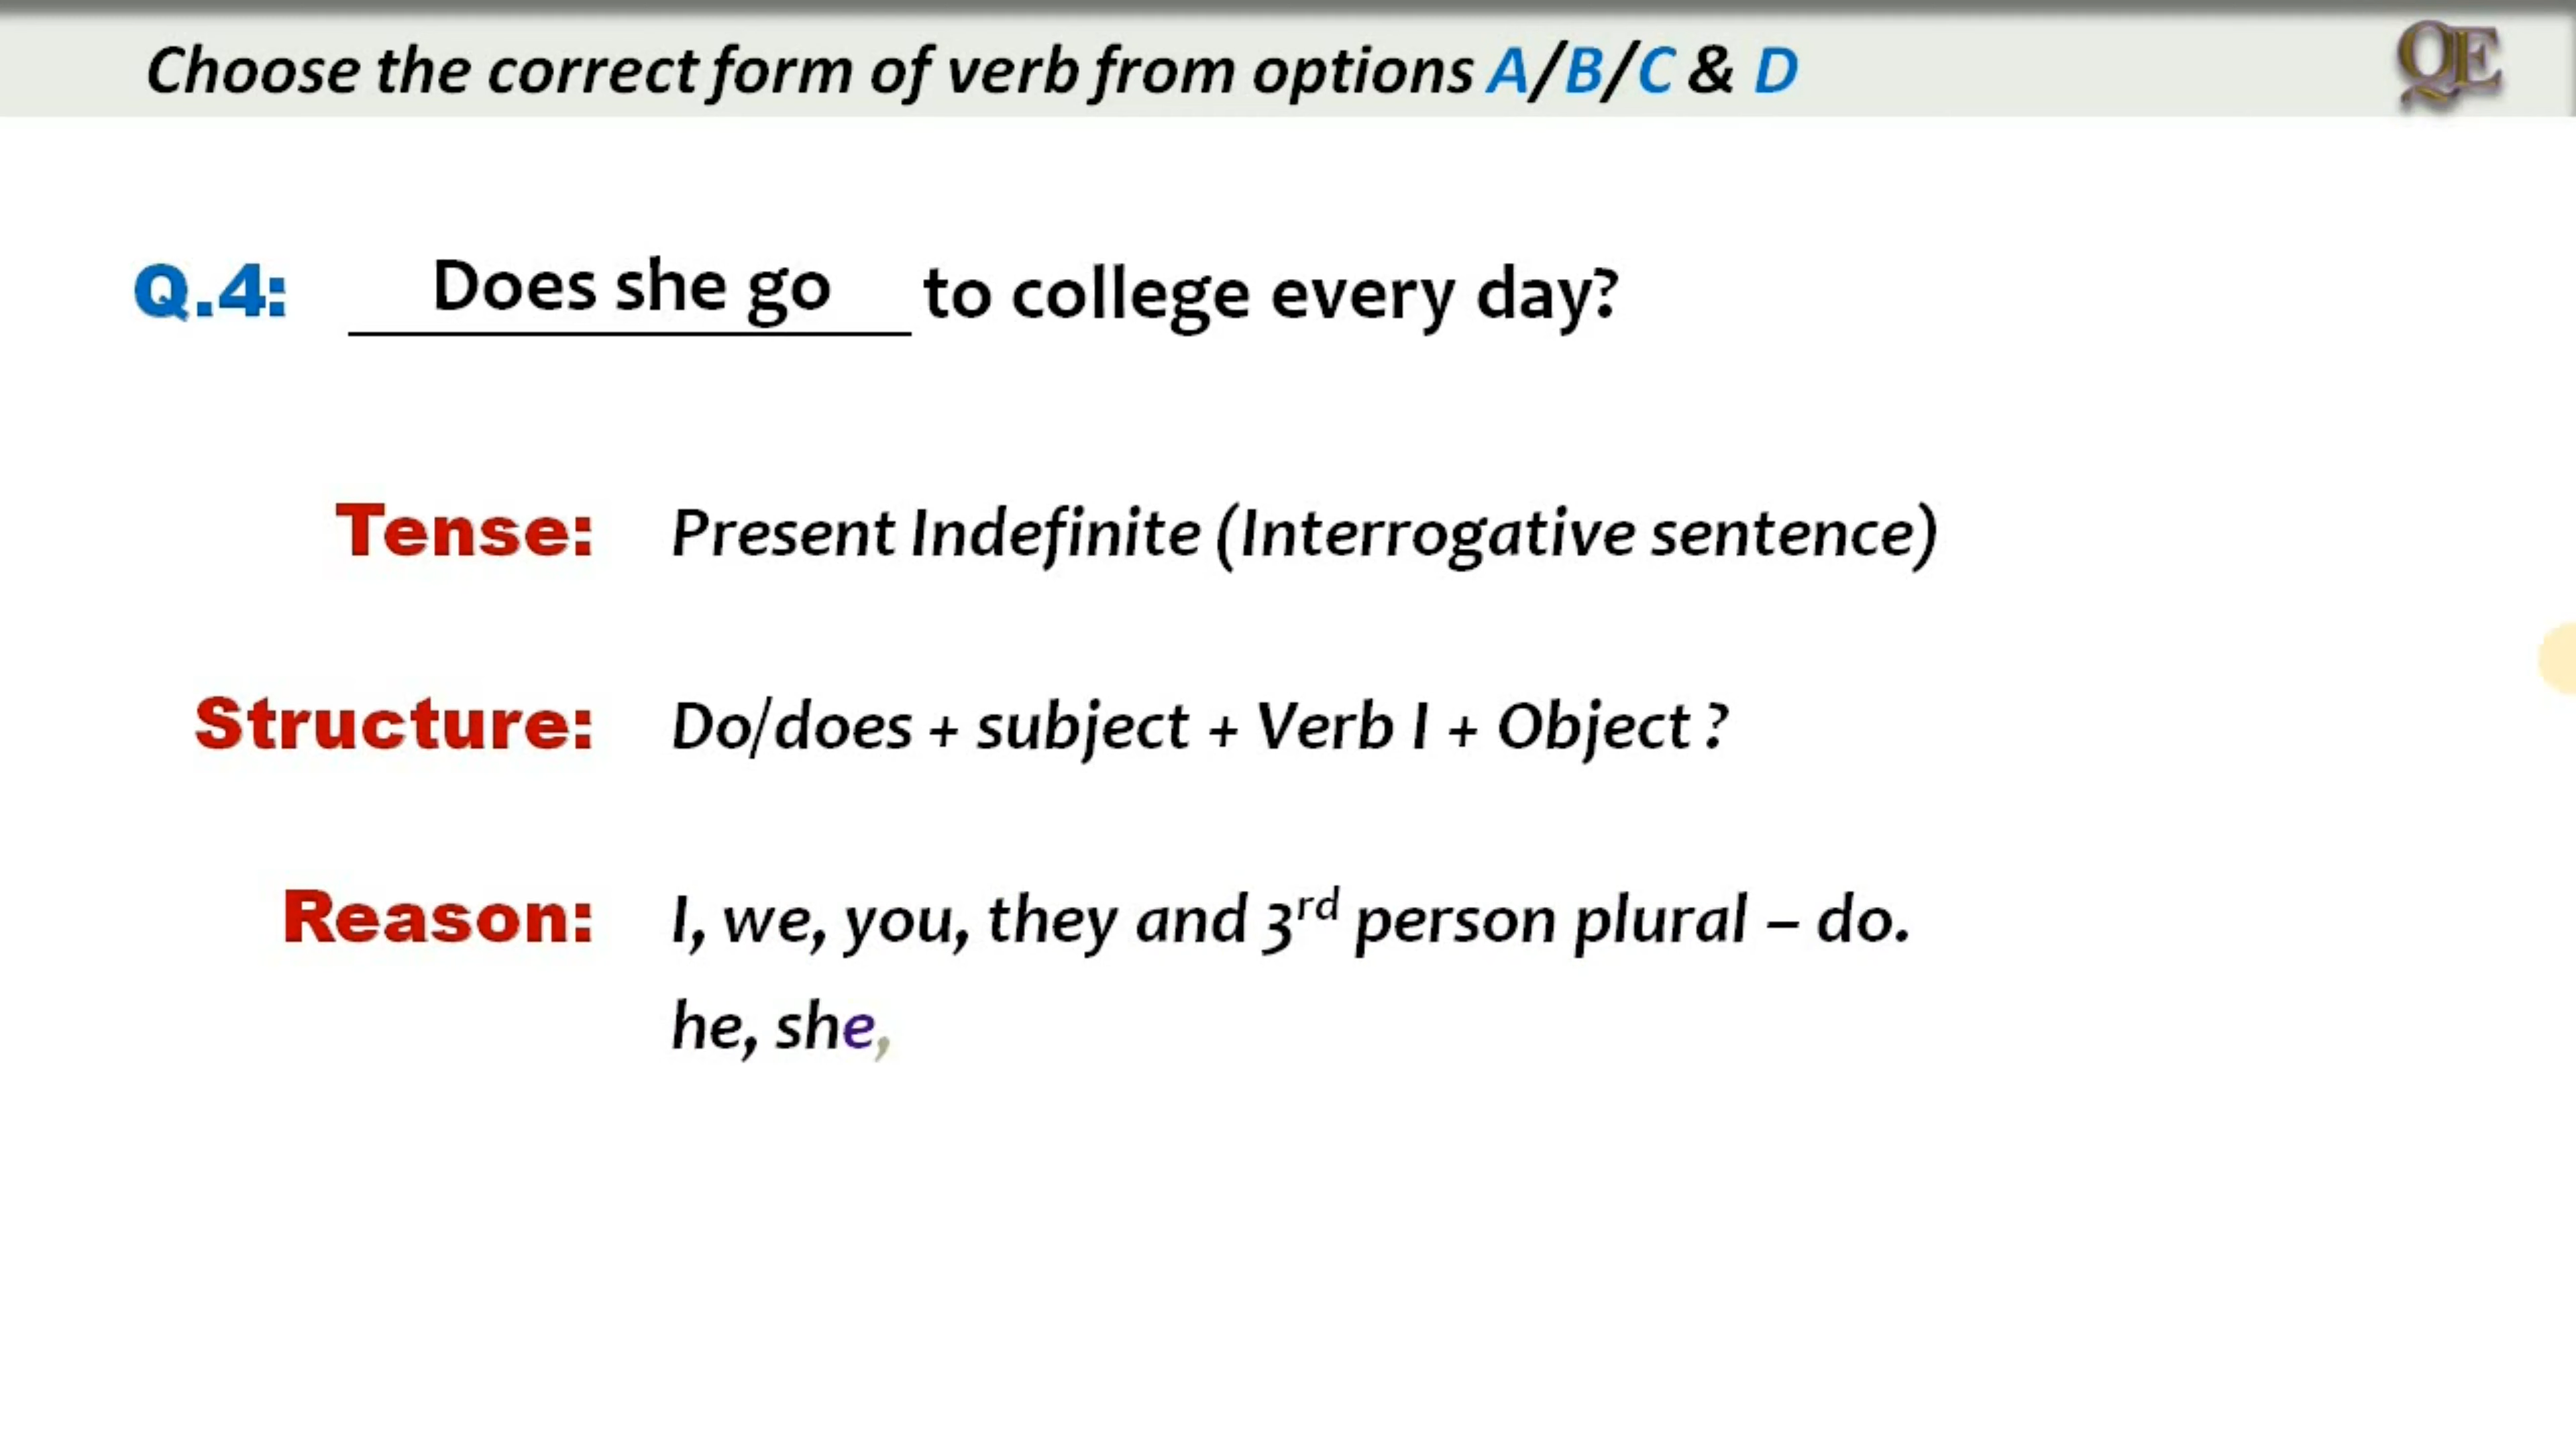 Choose the correct form of verb from options A/B/C & D
QE
Q.4: Does she go to college every day?
Tense: Present Indefinite (Interrogative sentence)
Structure: Do/does + subject + Verb I + Object ?
Reason: I, we, you, they and 3rd person plural – do.
he, she,